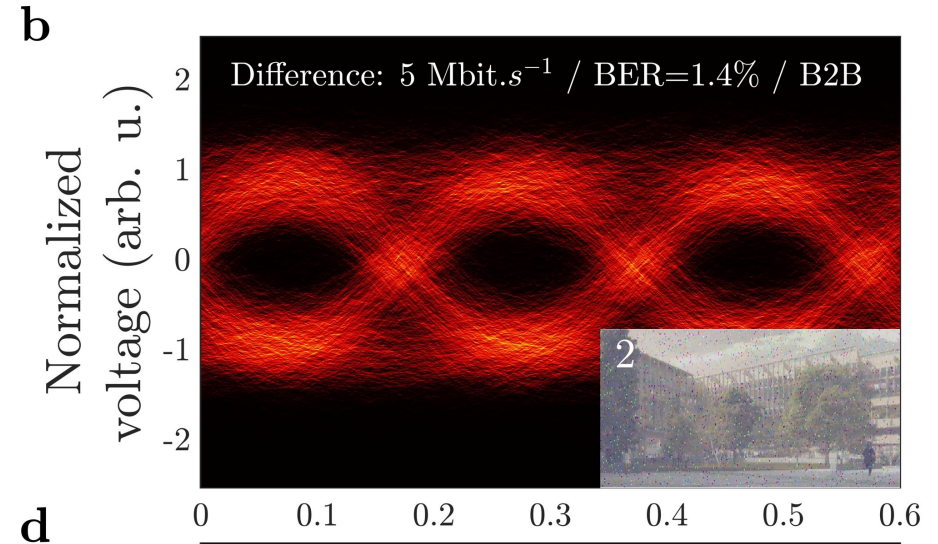 b
Difference: 5 Mbit.s⁻¹ / BER=1.4% / B2B
Normalized
voltage (arb. u.)
2
1
0
-1
-2
2
0
0.1
0.2
0.3
0.4
0.5
0.6
d